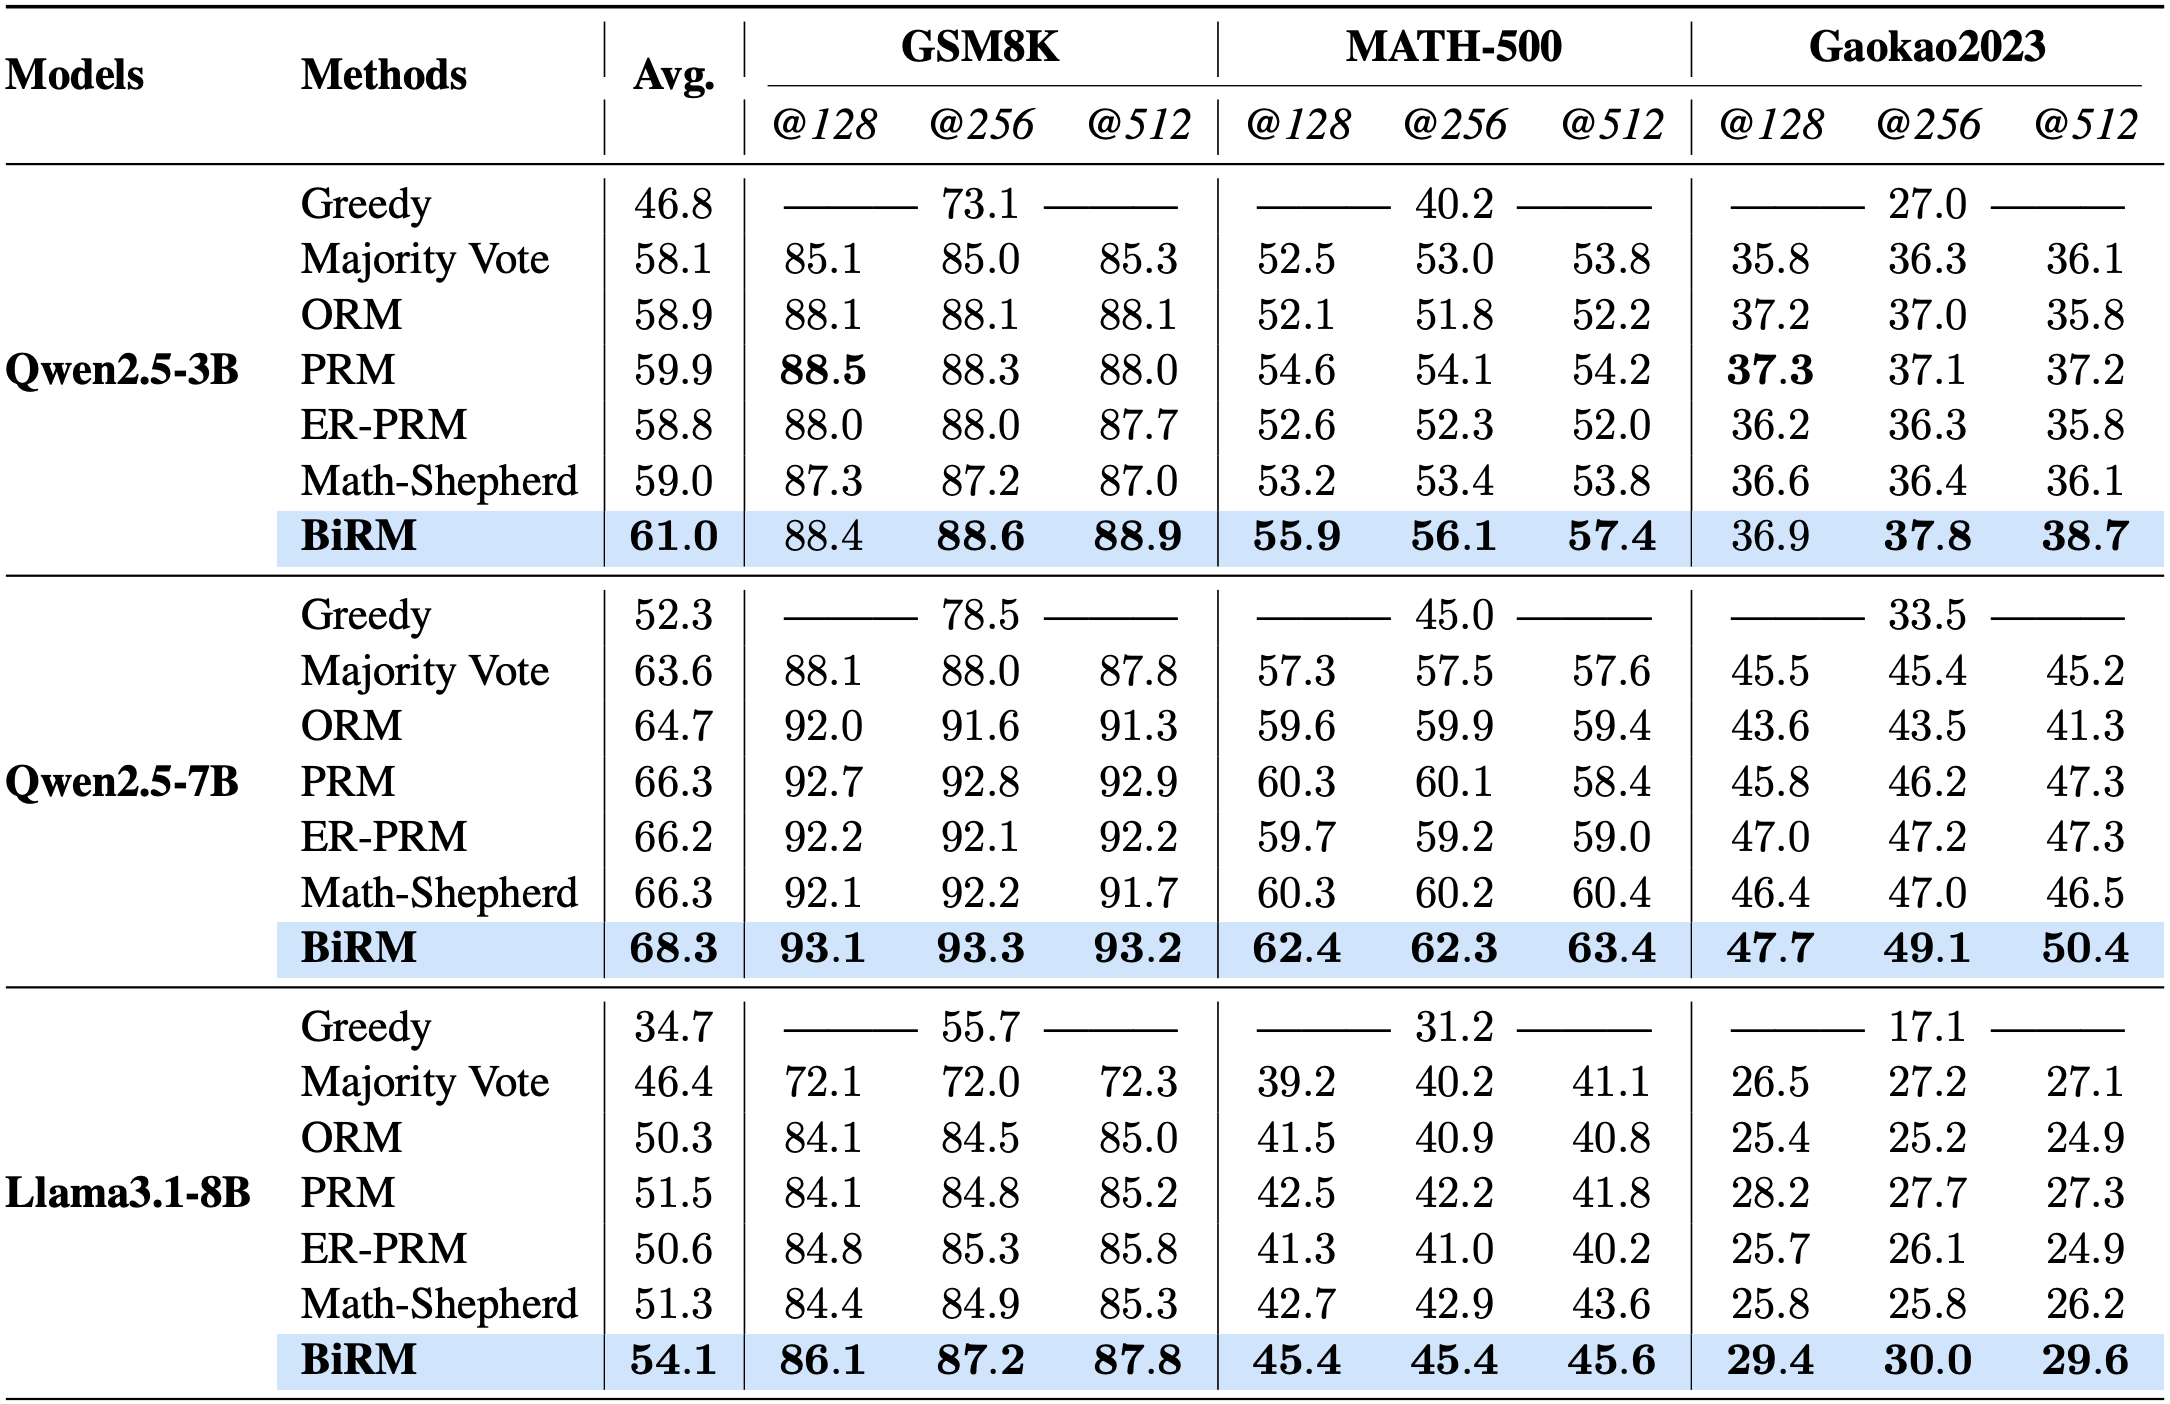 Models Methods Avg. GSM8K MATH-500 Gaokao2023
@128 @256 @512 @128 @256 @512 @128 @256 @512
Greedy 46.8 73.1 40.2 27.0
Majority Vote 58.1 85.1 85.0 85.3 52.5 53.0 53.8 35.8 36.3 36.1
ORM 58.9 88.1 88.1 88.1 52.1 51.8 52.2 37.2 37.0 35.8
Qwen2.5-3B PRM 59.9 88.5 88.3 88.0 54.6 54.1 54.2 37.3 37.1 37.2
ER-PRM 58.8 88.0 88.0 87.7 52.6 52.3 52.0 36.2 36.3 35.8
Math-Shepherd 59.0 87.3 87.2 87.0 53.2 53.4 53.8 36.6 36.4 36.1
BiRM 61.0 88.4 88.6 88.9 55.9 56.1 57.4 36.9 37.8 38.7
Greedy 52.3 78.5 45.0 33.5
Majority Vote 63.6 88.1 88.0 87.8 57.3 57.5 57.6 45.5 45.4 45.2
ORM 64.7 92.0 91.6 91.3 59.6 59.9 59.4 43.6 43.5 41.3
Qwen2.5-7B PRM 66.3 92.7 92.8 92.9 60.3 60.1 58.4 45.8 46.2 47.3
ER-PRM 66.2 92.2 92.1 92.2 59.7 59.2 59.0 47.0 47.2 47.3
Math-Shepherd 66.3 92.1 92.2 91.7 60.3 60.2 60.4 46.4 47.0 46.5
BiRM 68.3 93.1 93.3 93.2 62.4 62.3 63.4 47.7 49.1 50.4
Greedy 34.7 55.7 31.2 17.1
Majority Vote 46.4 72.1 72.0 72.3 39.2 40.2 41.1 26.5 27.2 27.1
ORM 50.3 84.1 84.5 85.0 41.5 40.9 40.8 25.4 25.2 24.9
Llama3.1-8B PRM 51.5 84.1 84.8 85.2 42.5 42.2 41.8 28.2 27.7 27.3
ER-PRM 50.6 84.8 85.3 85.8 41.3 41.0 40.2 25.7 26.1 24.9
Math-Shepherd 51.3 84.4 84.9 85.3 42.7 42.9 43.6 25.8 25.8 26.2
BiRM 54.1 86.1 87.2 87.8 45.4 45.4 45.6 29.4 30.0 29.6